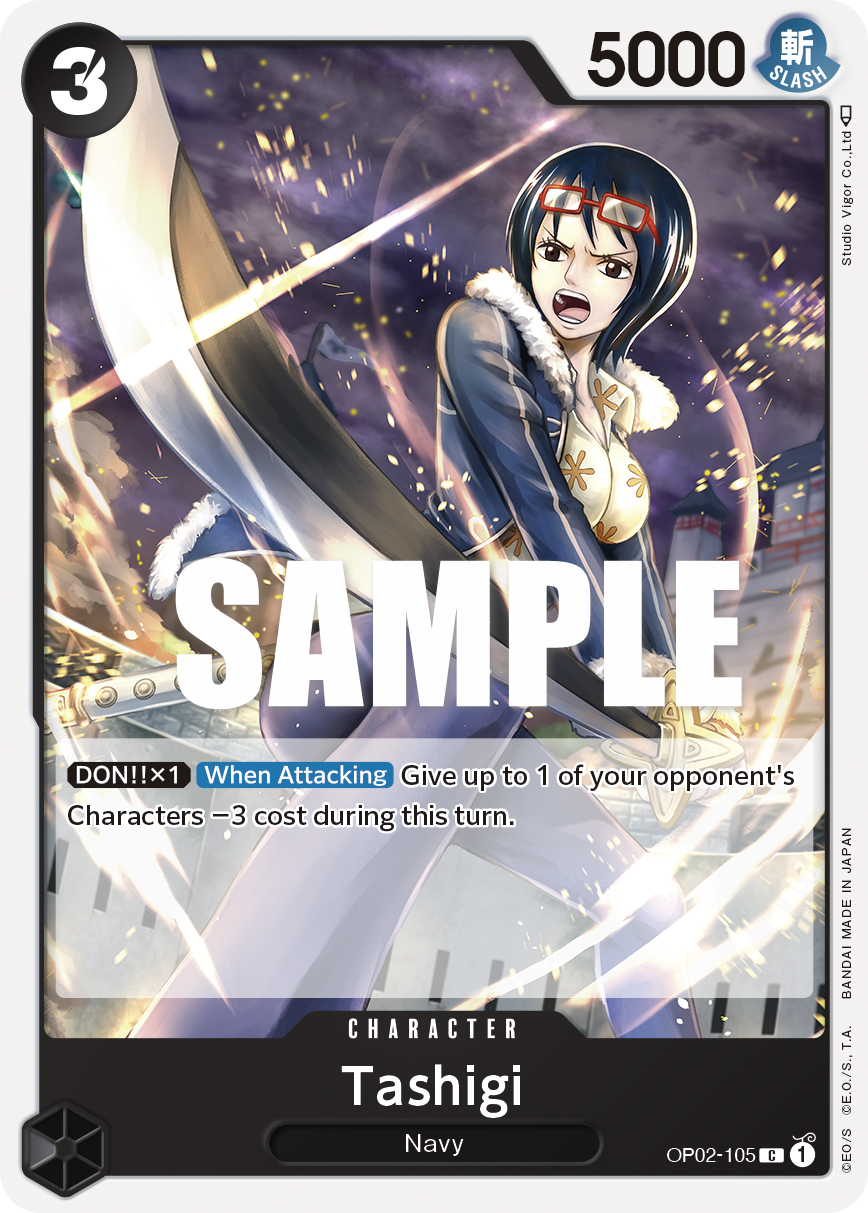 3
5000
斬
SLASH
Studio Vigor Co.,Ltd
SAMPLE
DON!!×1 When Attacking Give up to 1 of your opponent's
Characters −3 cost during this turn.
CHARACTER
Tashigi
Navy
OP02-105 C 1
©EO/S ©E.O./S., T.A. BANDAI MADE IN JAPAN